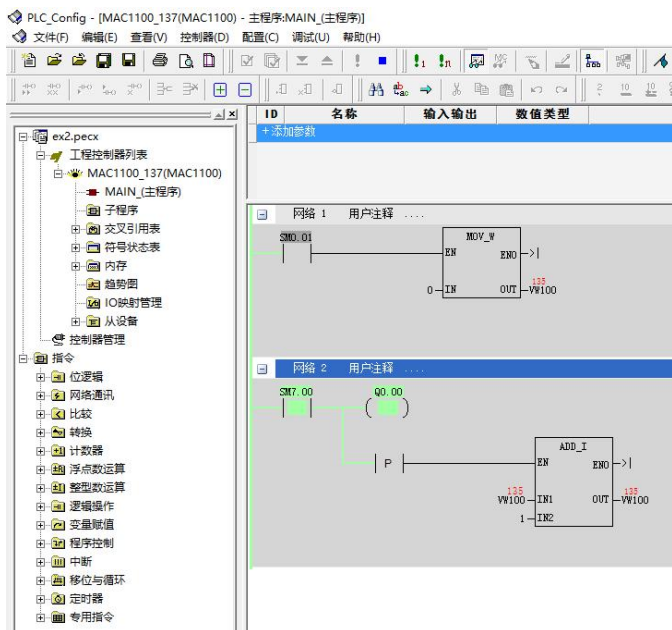 PLC_Config - [MAC1100_137(MAC1100) - 主程序:MAIN_(主程序)]
文件(F) 编辑(E) 查看(V) 控制器(D) 配置(C) 调试(U) 帮助(H)
ID 名称 输入输出 数值类型
+添加参数
ex2.pecx
工程控制器列表
MAC1100_137(MAC1100)
MAIN_(主程序)
子程序
交叉引用表
符号状态表
内存
趋势图
IO映射管理
从设备
控制器管理
指令
位逻辑
网络通讯
比较
转换
计数器
浮点数运算
整型数运算
逻辑操作
变量赋值
程序控制
中断
移位与循环
定时器
专用指令
网络 1 用户注释 ....
SM0.01
MOV_W
EN ENO
135
0 IN OUT VW100
网络 2 用户注释 ....
SM7.00 Q0.00
P
ADD_I
EN ENO
135 135
VW100 IN1 OUT VW100
1 IN2